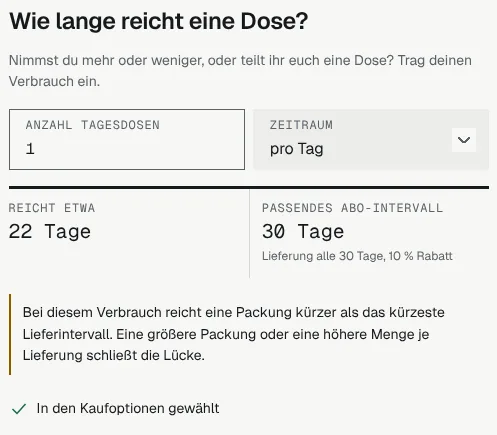 Wie lange reicht eine Dose?
Nimmst du mehr oder weniger, oder teilt ihr euch eine Dose? Trag deinen
Verbrauch ein.
ANZAHL TAGESDOSEN
1
ZEITRAUM
pro Tag
REICHT ETWA
22 Tage
PASSENDES ABO-INTERVALL
30 Tage
Lieferung alle 30 Tage, 10 % Rabatt
Bei diesem Verbrauch reicht eine Packung kürzer als das kürzeste
Lieferintervall. Eine größere Packung oder eine höhere Menge je
Lieferung schließt die Lücke.
In den Kaufoptionen gewählt